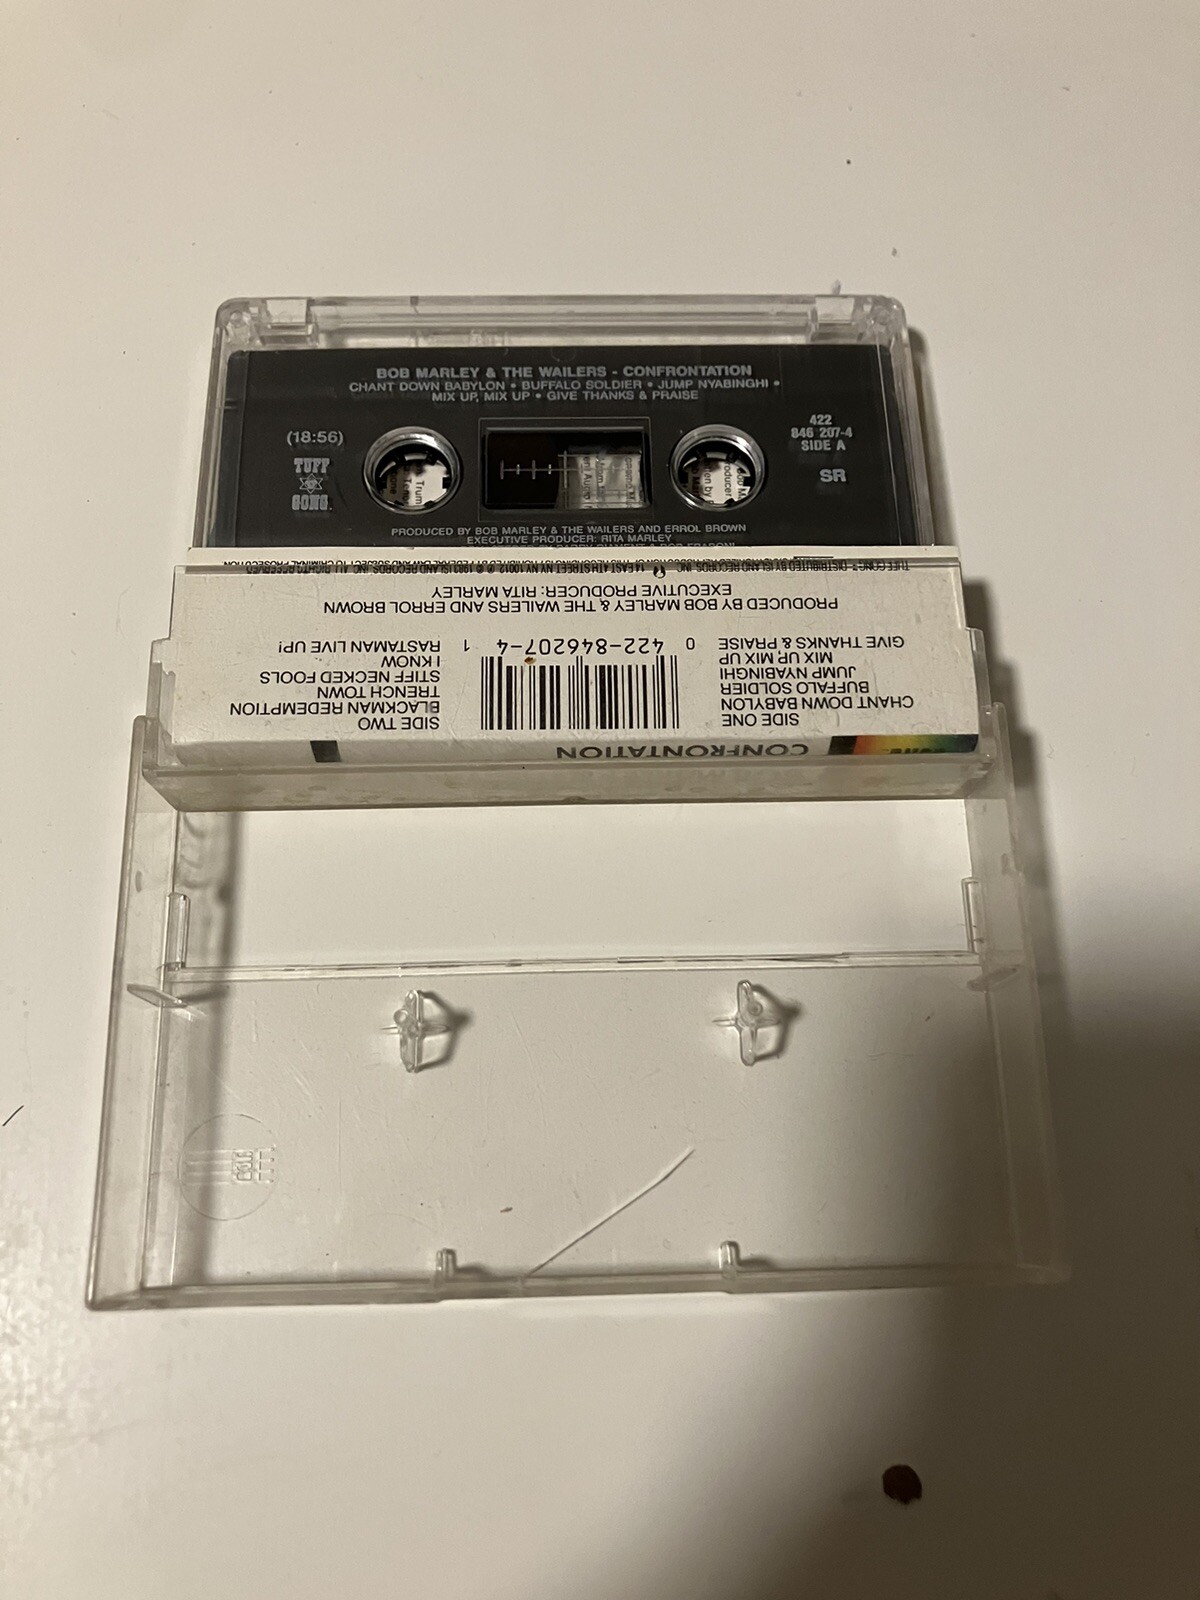 BOB MARLEY & THE WAILERS - CONFRONTATION
CHANT DOWN BABYLON • BUFFALO SOLDIER • JUMP NYABINGHI •
MIX UP, MIX UP • GIVE THANKS & PRAISE
(18:56)
TUFF
GONG
422
846 207-4
SIDE A
SR
PRODUCED BY BOB MARLEY & THE WAILERS AND ERROL BROWN
EXECUTIVE PRODUCER: RITA MARLEY
CONFRONTATION
SIDE ONE
CHANT DOWN BABYLON
BUFFALO SOLDIER
JUMP NYABINGHI
MIX UP, MIX UP
GIVE THANKS & PRAISE
0 422-846207-4 1
SIDE TWO
BLACKMAN REDEMPTION
TRENCH TOWN
STIFF NECKED FOOLS
I KNOW
RASTAMAN LIVE UP!
PRODUCED BY BOB MARLEY & THE WAILERS AND ERROL BROWN
EXECUTIVE PRODUCER: RITA MARLEY